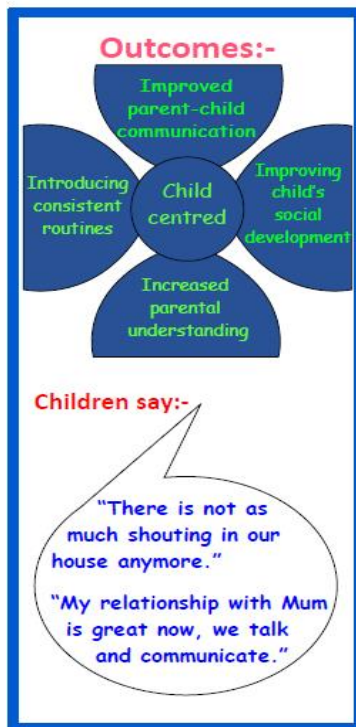 Outcomes:-
Improved
parent-child
communication
Introducing
consistent
routines
Child
centred
Improving
child's
social
development
Increased
parental
understanding
Children say:-
“There is not as
much shouting in our
house anymore.”
“My relationship with Mum
is great now, we talk
and communicate.”